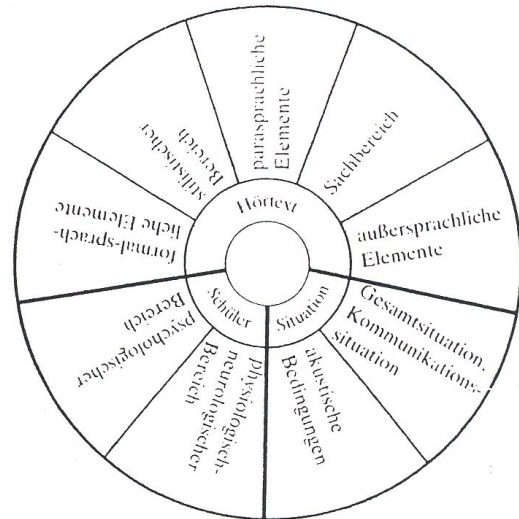 Hörtext
formal-sprach-
liche Elemente
stilistischer
Bereich
parasprachliche
Elemente
Sachbereich
außersprachliche
Elemente
Situation
Gesamtsituation,
Kommunikations-
situation
akustische
Bedingungen
Schüler
physiologisch-
neurologischer
Bereich
psychologischer
Bereich